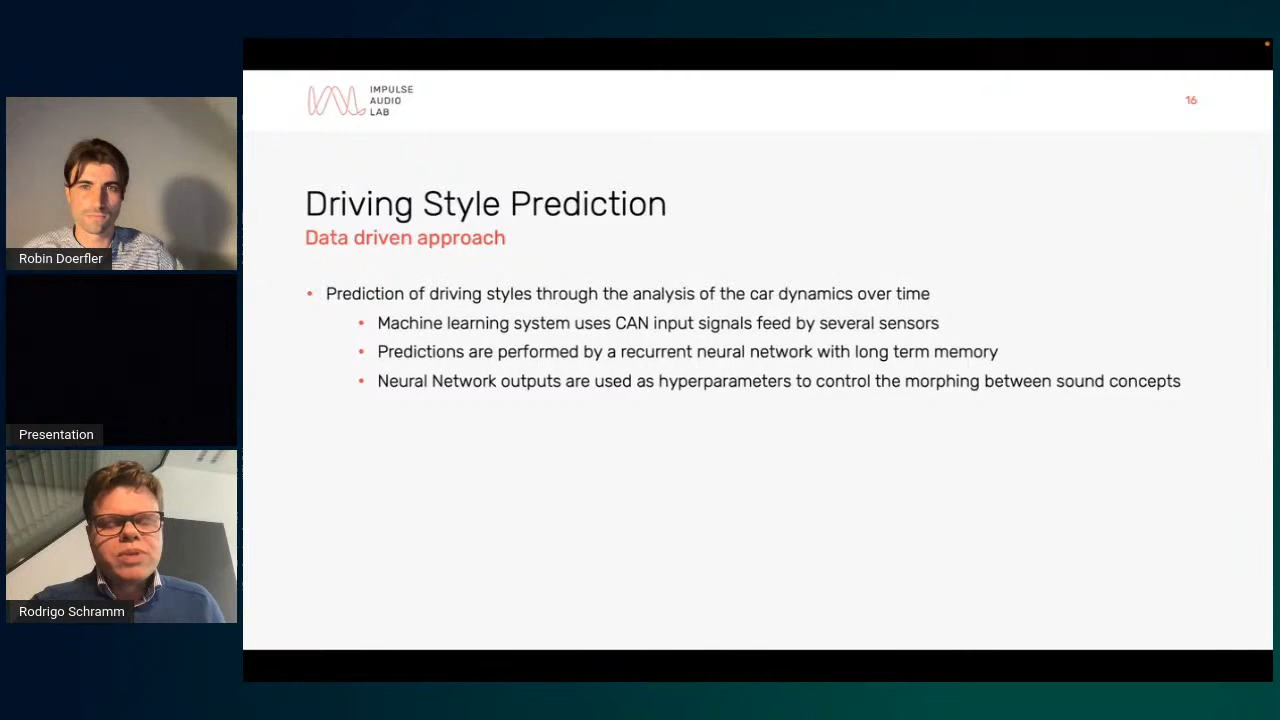 IMPULSE
AUDIO
LAB
16
Driving Style Prediction
Data driven approach
• Prediction of driving styles through the analysis of the car dynamics over time
• Machine learning system uses CAN input signals feed by several sensors
• Predictions are performed by a recurrent neural network with long term memory
• Neural Network outputs are used as hyperparameters to control the morphing between sound concepts
Robin Doerfler
Presentation
Rodrigo Schramm